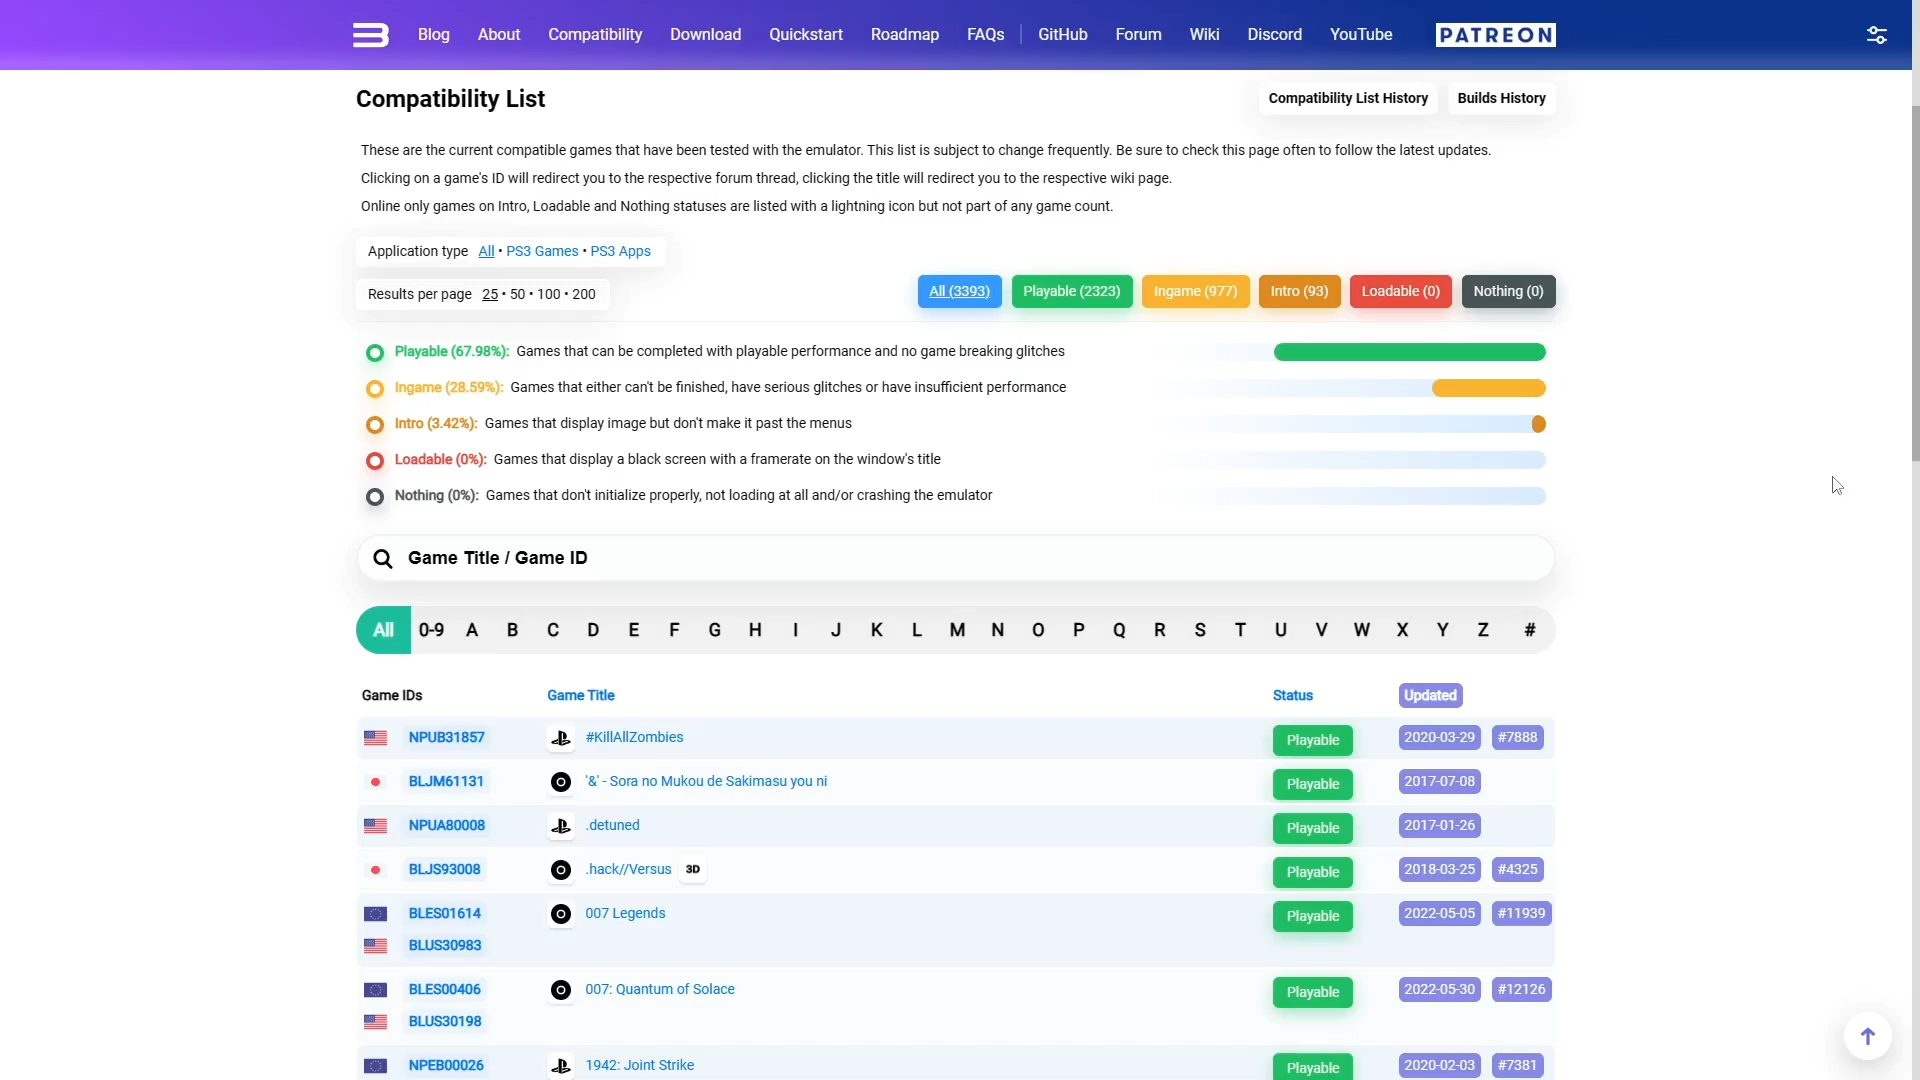 Blog About Compatibility Download Quickstart Roadmap FAQs GitHub Forum Wiki Discord YouTube PATREON
Compatibility List
Compatibility List History Builds History
These are the current compatible games that have been tested with the emulator. This list is subject to change frequently. Be sure to check this page often to follow the latest updates.
Clicking on a game's ID will redirect you to the respective forum thread, clicking the title will redirect you to the respective wiki page.
Online only games on Intro, Loadable and Nothing statuses are listed with a lightning icon but not part of any game count.
Application type All • PS3 Games • PS3 Apps
Results per page 25 • 50 • 100 • 200
All (3393) Playable (2323) Ingame (977) Intro (93) Loadable (0) Nothing (0)
Playable (67.98%): Games that can be completed with playable performance and no game breaking glitches
Ingame (28.59%): Games that either can't be finished, have serious glitches or have insufficient performance
Intro (3.42%): Games that display image but don't make it past the menus
Loadable (0%): Games that display a black screen with a framerate on the window's title
Nothing (0%): Games that don't initialize properly, not loading at all and/or crashing the emulator
Game Title / Game ID
All 0-9 A B C D E F G H I J K L M N O P Q R S T U V W X Y Z #
Game IDs Game Title Status Updated
NPUB31857 #KillAllZombies Playable 2020-03-29 #7888
BLJM61131 '&' - Sora no Mukou de Sakimasu you ni Playable 2017-07-08
NPUA80008 .detuned Playable 2017-01-26
BLJS93008 .hack//Versus 3D Playable 2018-03-25 #4325
BLES01614 007 Legends Playable 2022-05-05 #11939
BLUS30983
BLES00406 007: Quantum of Solace Playable 2022-05-30 #12126
BLUS30198
NPEB00026 1942: Joint Strike Playable 2020-02-03 #7381